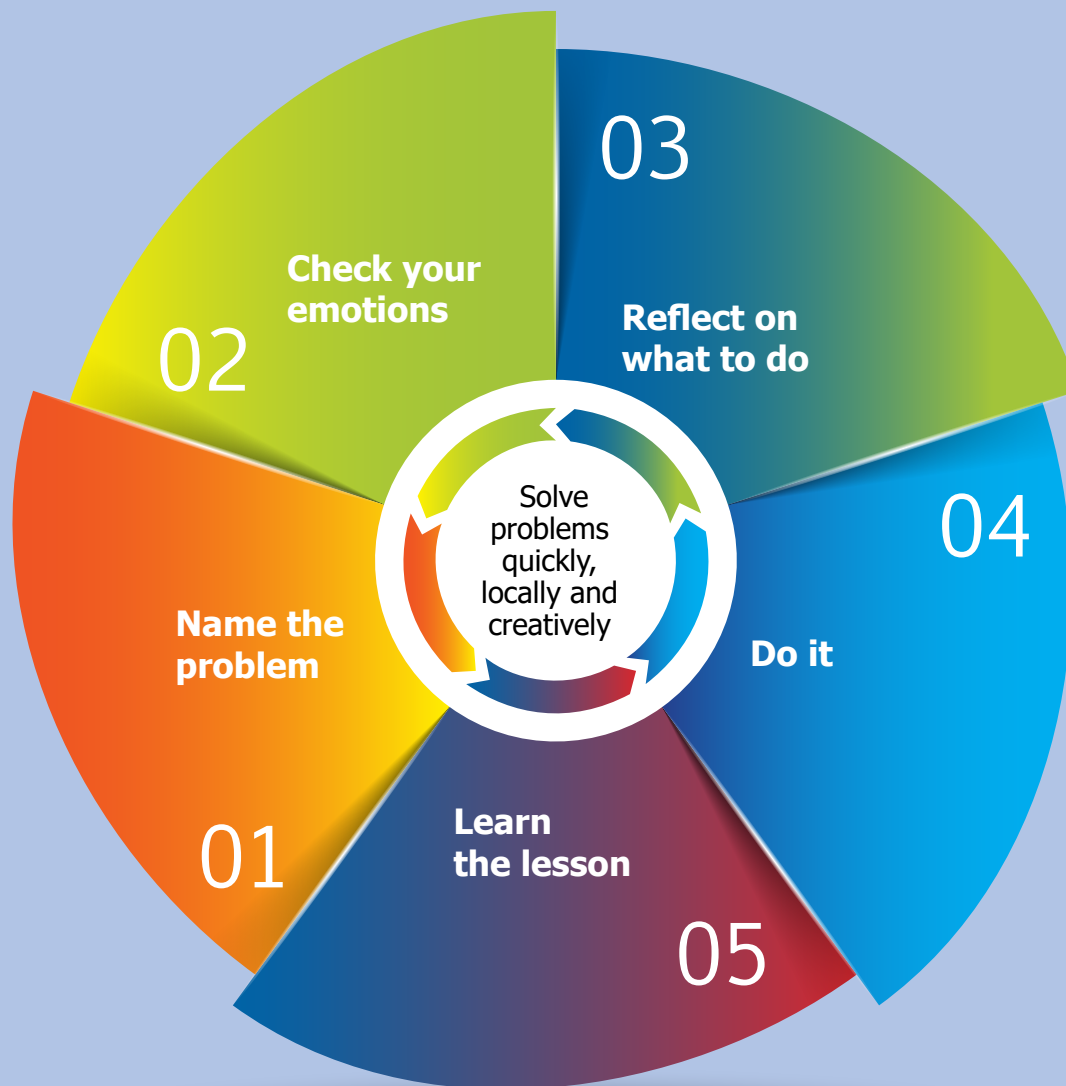 01
Name the
problem
02
Check your
emotions
03
Reflect on
what to do
04
Do it
05
Learn
the lesson
Solve
problems
quickly,
locally and
creatively